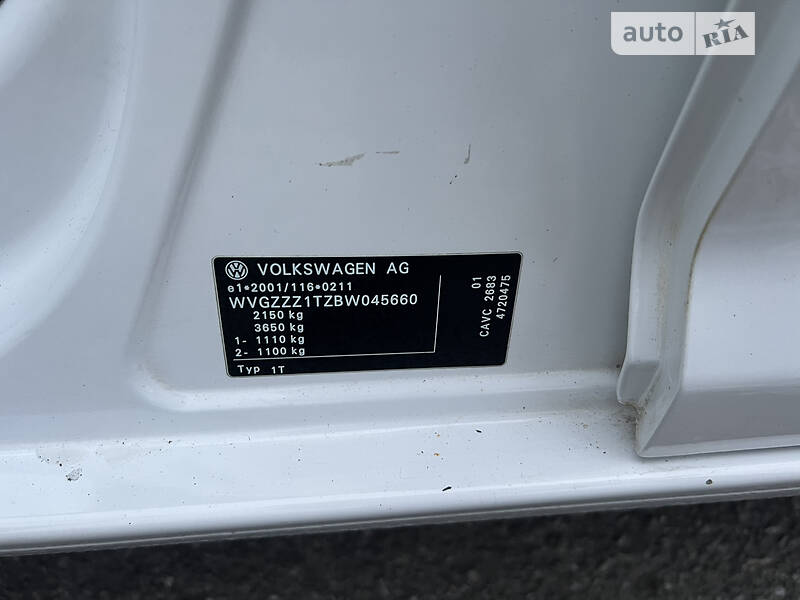 auto RIA
VOLKSWAGEN AG
e1*2001/116*0211
WVGZZZ1TZBW045660
2150 kg
3650 kg
1- 1110 kg
2- 1100 kg
Typ 1T
01
CAVC 2683
4720475